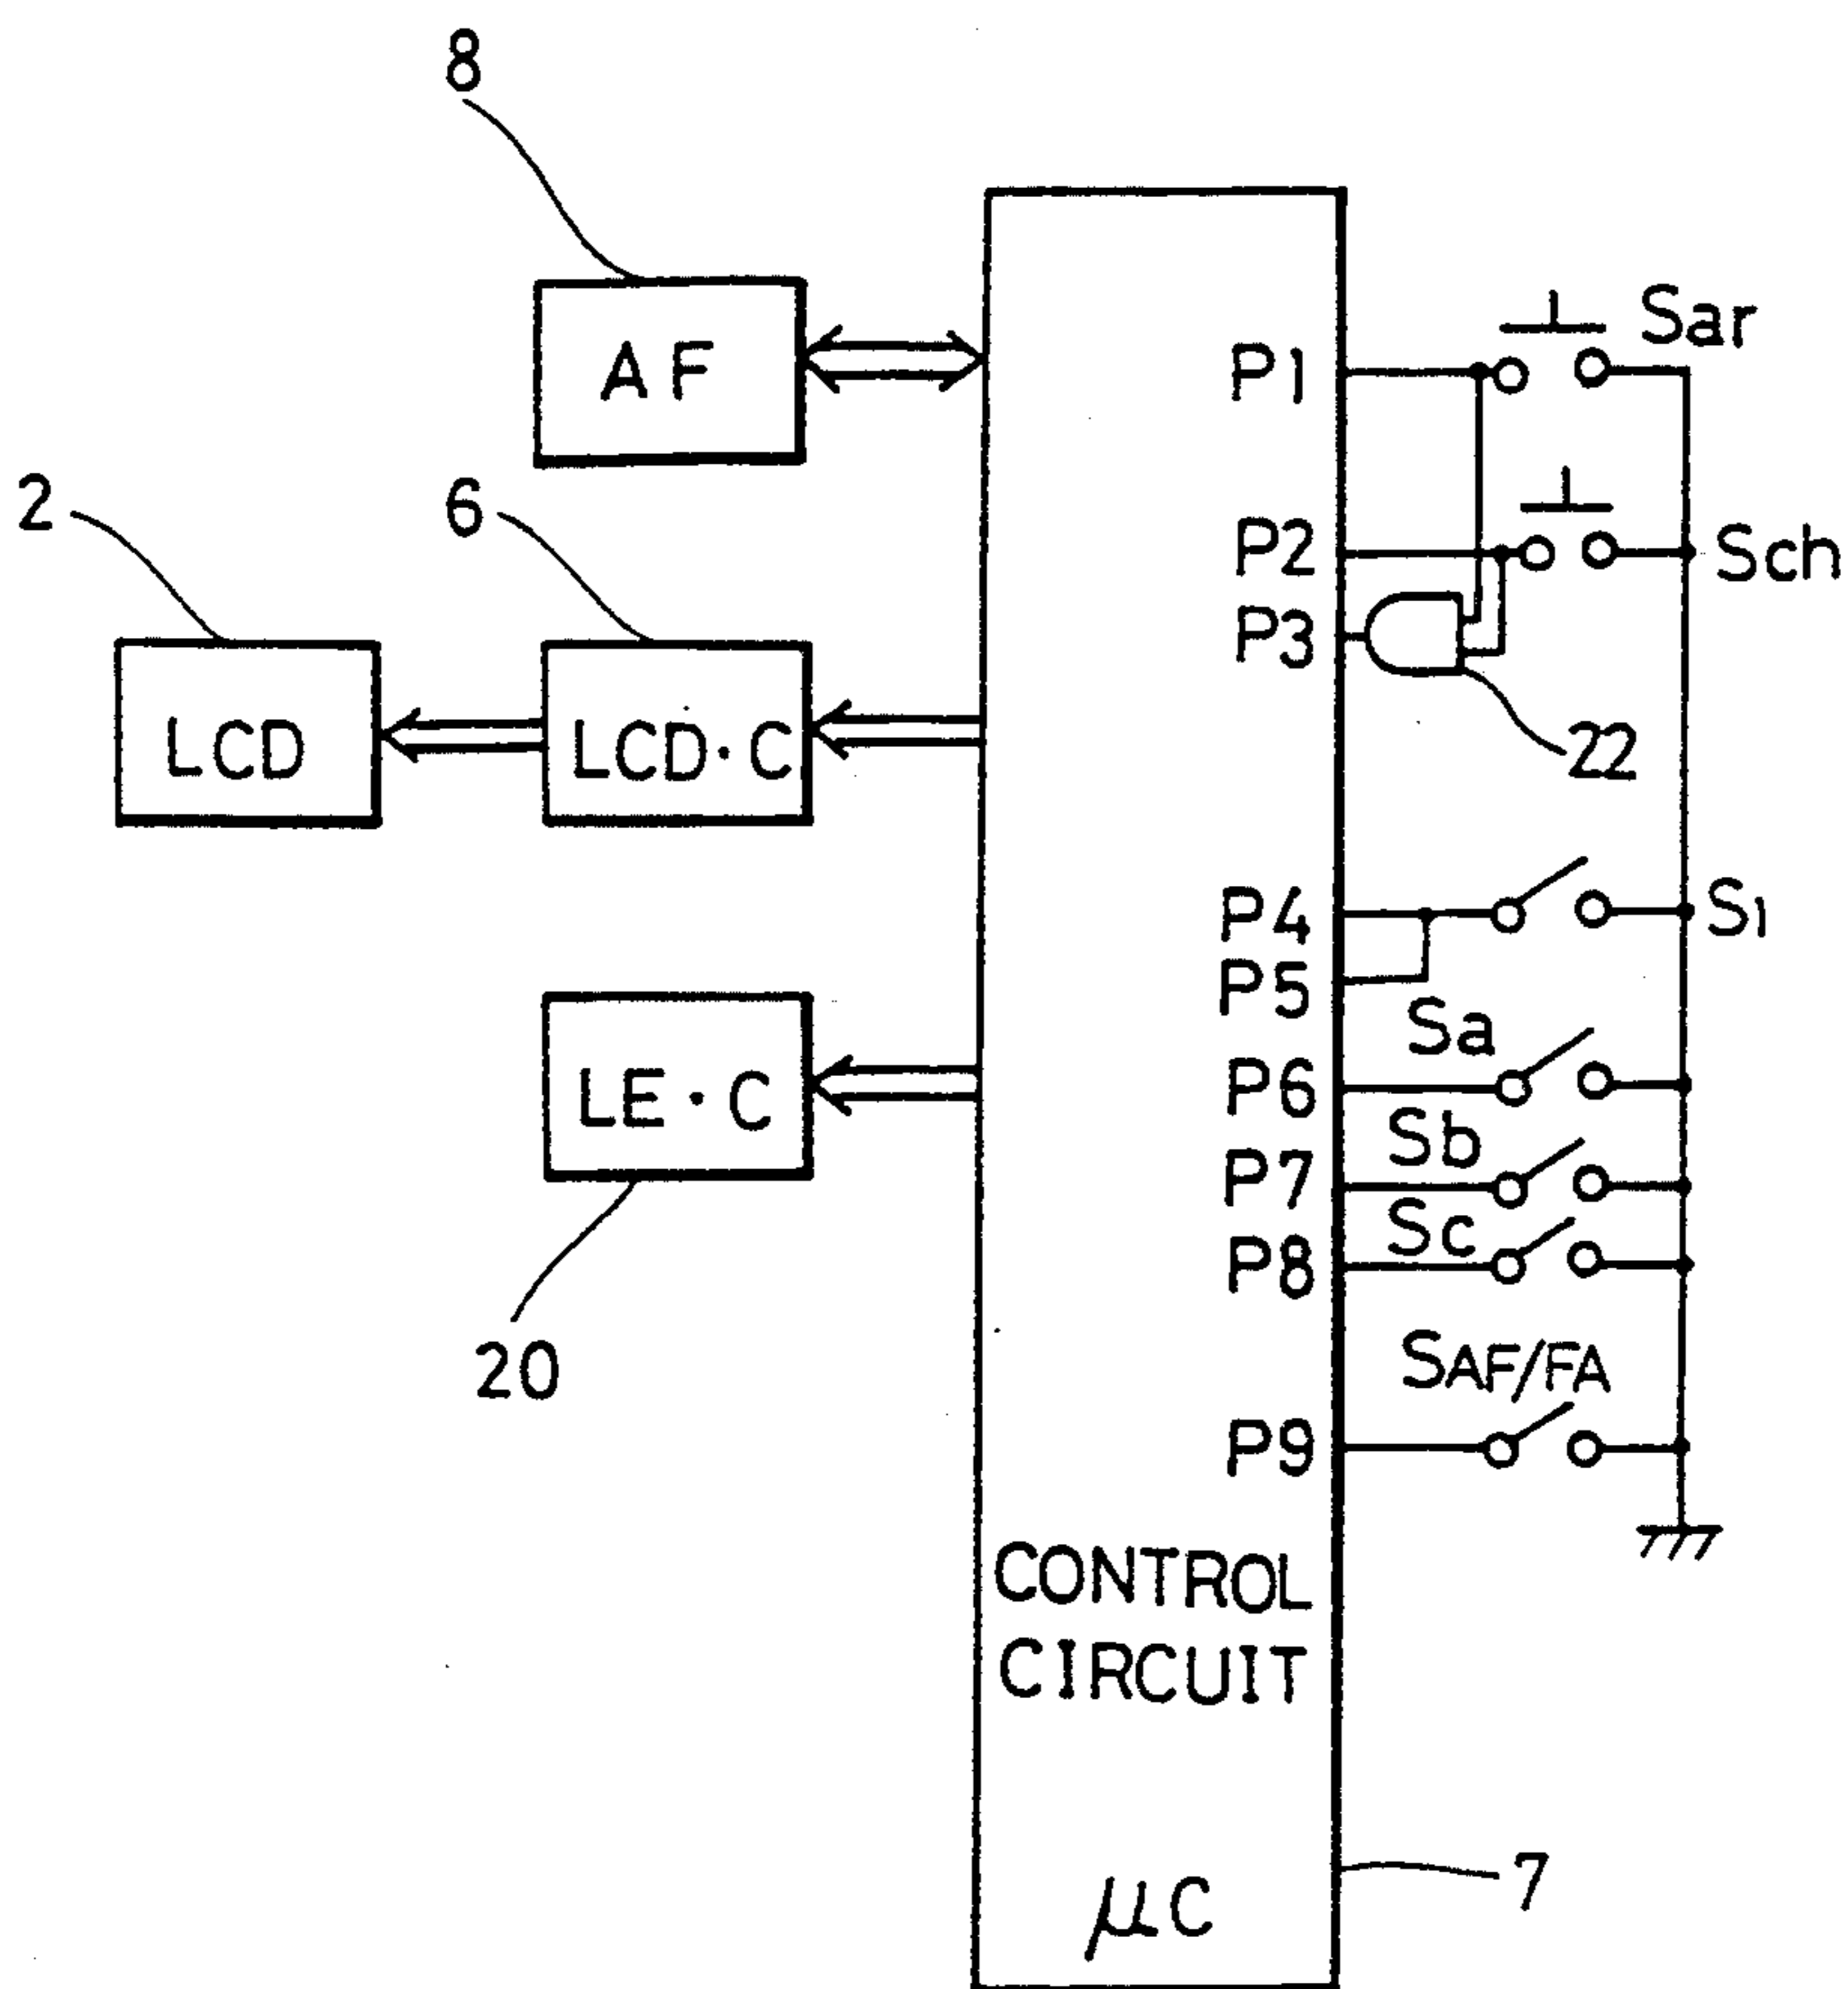 8
AF
P1
Sar
2
6
P2
Sch
P3
LCD
LCD·C
22
P4
S1
P5
Sa
LE·C
P6
Sb
P7
Sc
P8
20
SAF/FA
P9
CONTROL
CIRCUIT
μC
7